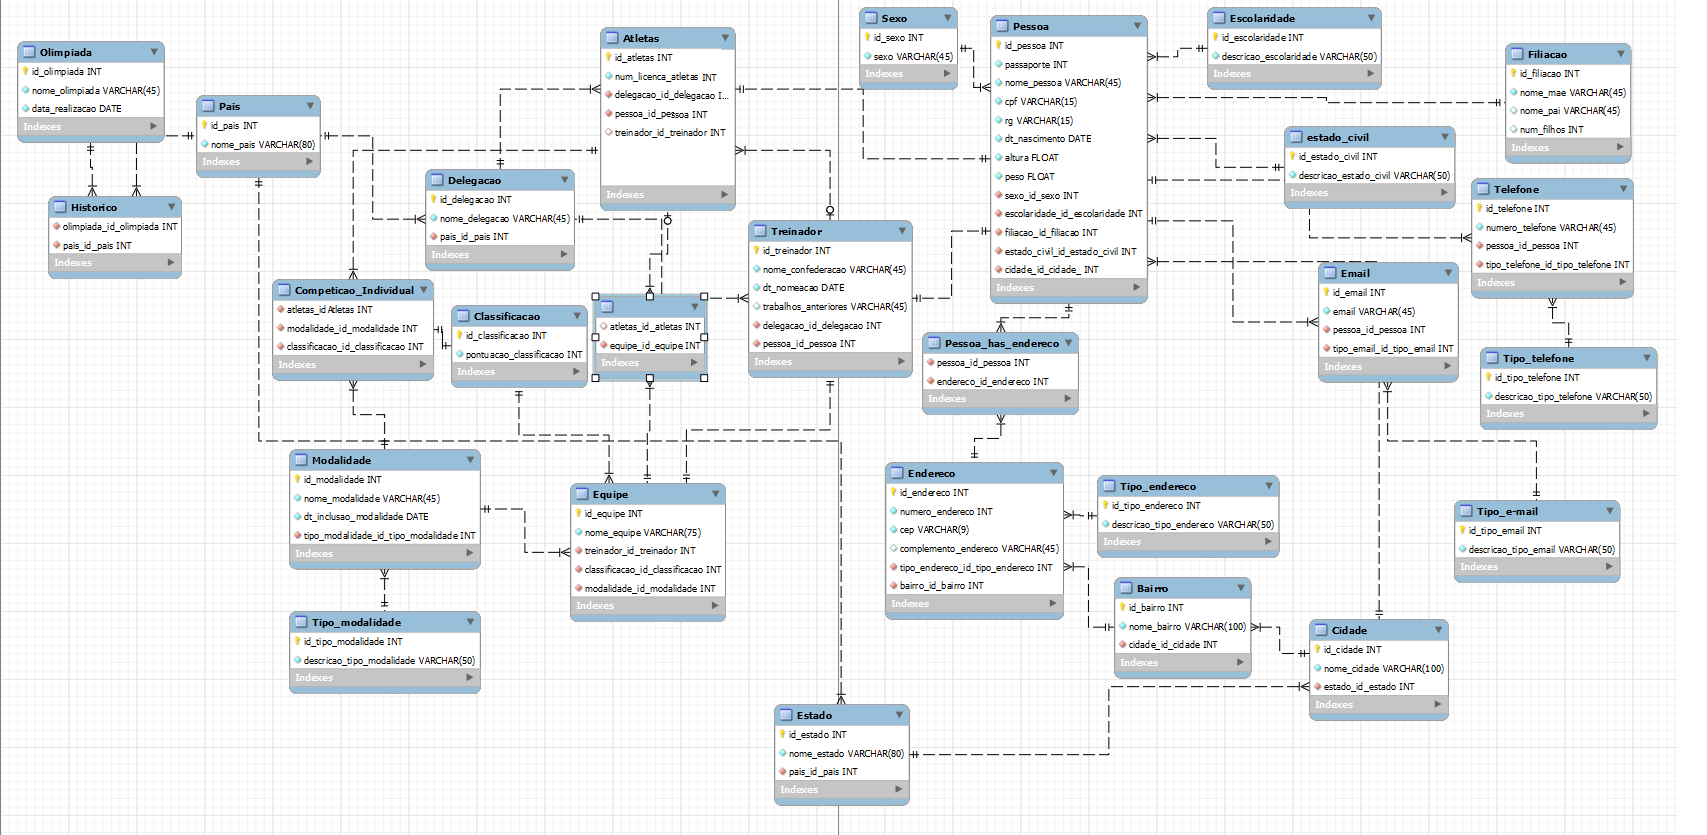 Olimpiada
id_olimpiada INT
nome_olimpiada VARCHAR(45)
data_realizacao DATE
Indexes
Pais
id_pais INT
nome_pais VARCHAR(80)
Indexes
Historico
olimpiada_id_olimpiada INT
pais_id_pais INT
Indexes
Atletas
id_atletas INT
num_licenca_atletas INT
delegacao_id_delegacao I...
pessoa_id_pessoa INT
treinador_id_treinador INT
Indexes
Delegacao
id_delegacao INT
nome_delegacao VARCHAR(45)
pais_id_pais INT
Indexes
Competicao_Individual
atletas_idAtletas INT
modalidade_id_modalidade INT
classificacao_id_classificacao INT
Indexes
Classificacao
id_classificacao INT
pontuacao_classificacao INT
Indexes
atletas_id_atletas INT
equipe_id_equipe INT
Indexes
Treinador
id_treinador INT
nome_confederacao VARCHAR(45)
dt_nomeacao DATE
trabalhos_anteriores VARCHAR(45)
delegacao_id_delegacao INT
pessoa_id_pessoa INT
Indexes
Modalidade
id_modalidade INT
nome_modalidade VARCHAR(45)
dt_inclusao_modalidade DATE
tipo_modalidade_id_tipo_modalidade INT
Indexes
Tipo_modalidade
id_tipo_modalidade INT
descricao_tipo_modalidade VARCHAR(50)
Indexes
Equipe
id_equipe INT
nome_equipe VARCHAR(75)
treinador_id_treinador INT
classificacao_id_classificacao INT
modalidade_id_modalidade INT
Indexes
Sexo
id_sexo INT
sexo VARCHAR(45)
Indexes
Pessoa
id_pessoa INT
passaporte INT
nome_pessoa VARCHAR(45)
cpf VARCHAR(15)
rg VARCHAR(15)
dt_nascimento DATE
altura FLOAT
peso FLOAT
sexo_id_sexo INT
escolaridade_id_escolaridade INT
filiacao_id_filiacao INT
estado_civil_id_estado_civil INT
cidade_id_cidade_ INT
Indexes
Escolaridade
id_escolaridade INT
descricao_escolaridade VARCHAR(50)
Indexes
Filiacao
id_filiacao INT
nome_mae VARCHAR(45)
nome_pai VARCHAR(45)
num_filhos INT
Indexes
estado_civil
id_estado_civil INT
descricao_estado_civil VARCHAR(50)
Indexes
Telefone
id_telefone INT
numero_telefone VARCHAR(45)
pessoa_id_pessoa INT
tipo_telefone_id_tipo_telefone INT
Indexes
Email
id_email INT
email VARCHAR(45)
pessoa_id_pessoa INT
tipo_email_id_tipo_email INT
Indexes
Tipo_telefone
id_tipo_telefone INT
descricao_tipo_telefone VARCHAR(50)
Indexes
Pessoa_has_endereco
pessoa_id_pessoa INT
endereco_id_endereco INT
Indexes
Endereco
id_endereco INT
numero_endereco INT
cep VARCHAR(9)
complemento_endereco VARCHAR(45)
tipo_endereco_id_tipo_endereco INT
bairro_id_bairro INT
Indexes
Tipo_endereco
id_tipo_endereco INT
descricao_tipo_endereco VARCHAR(50)
Indexes
Tipo_e-mail
id_tipo_email INT
descricao_tipo_email VARCHAR(50)
Indexes
Bairro
id_bairro INT
nome_bairro VARCHAR(100)
cidade_id_cidade INT
Indexes
Cidade
id_cidade INT
nome_cidade VARCHAR(100)
estado_id_estado INT
Indexes
Estado
id_estado INT
nome_estado VARCHAR(80)
pais_id_pais INT
Indexes